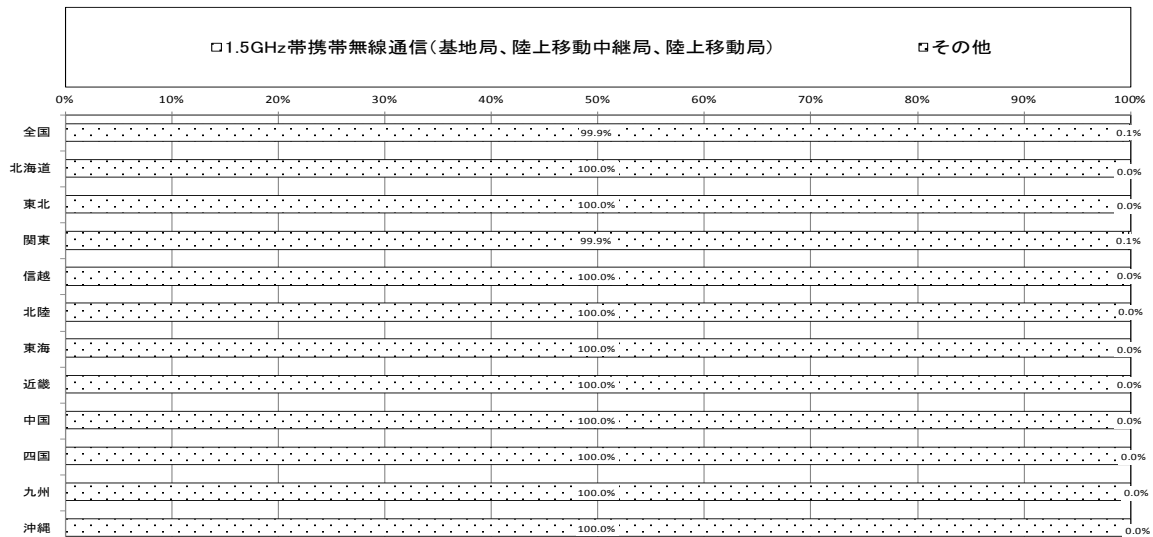 1.5GHz帯携帯無線通信(基地局、陸上移動中継局、陸上移動局) その他
0% 10% 20% 30% 40% 50% 60% 70% 80% 90% 100%
全国 99.9% 0.1%
北海道 100.0% 0.0%
東北 100.0% 0.0%
関東 99.9% 0.1%
信越 100.0% 0.0%
北陸 100.0% 0.0%
東海 100.0% 0.0%
近畿 100.0% 0.0%
中国 100.0% 0.0%
四国 100.0% 0.0%
九州 100.0% 0.0%
沖縄 100.0% 0.0%